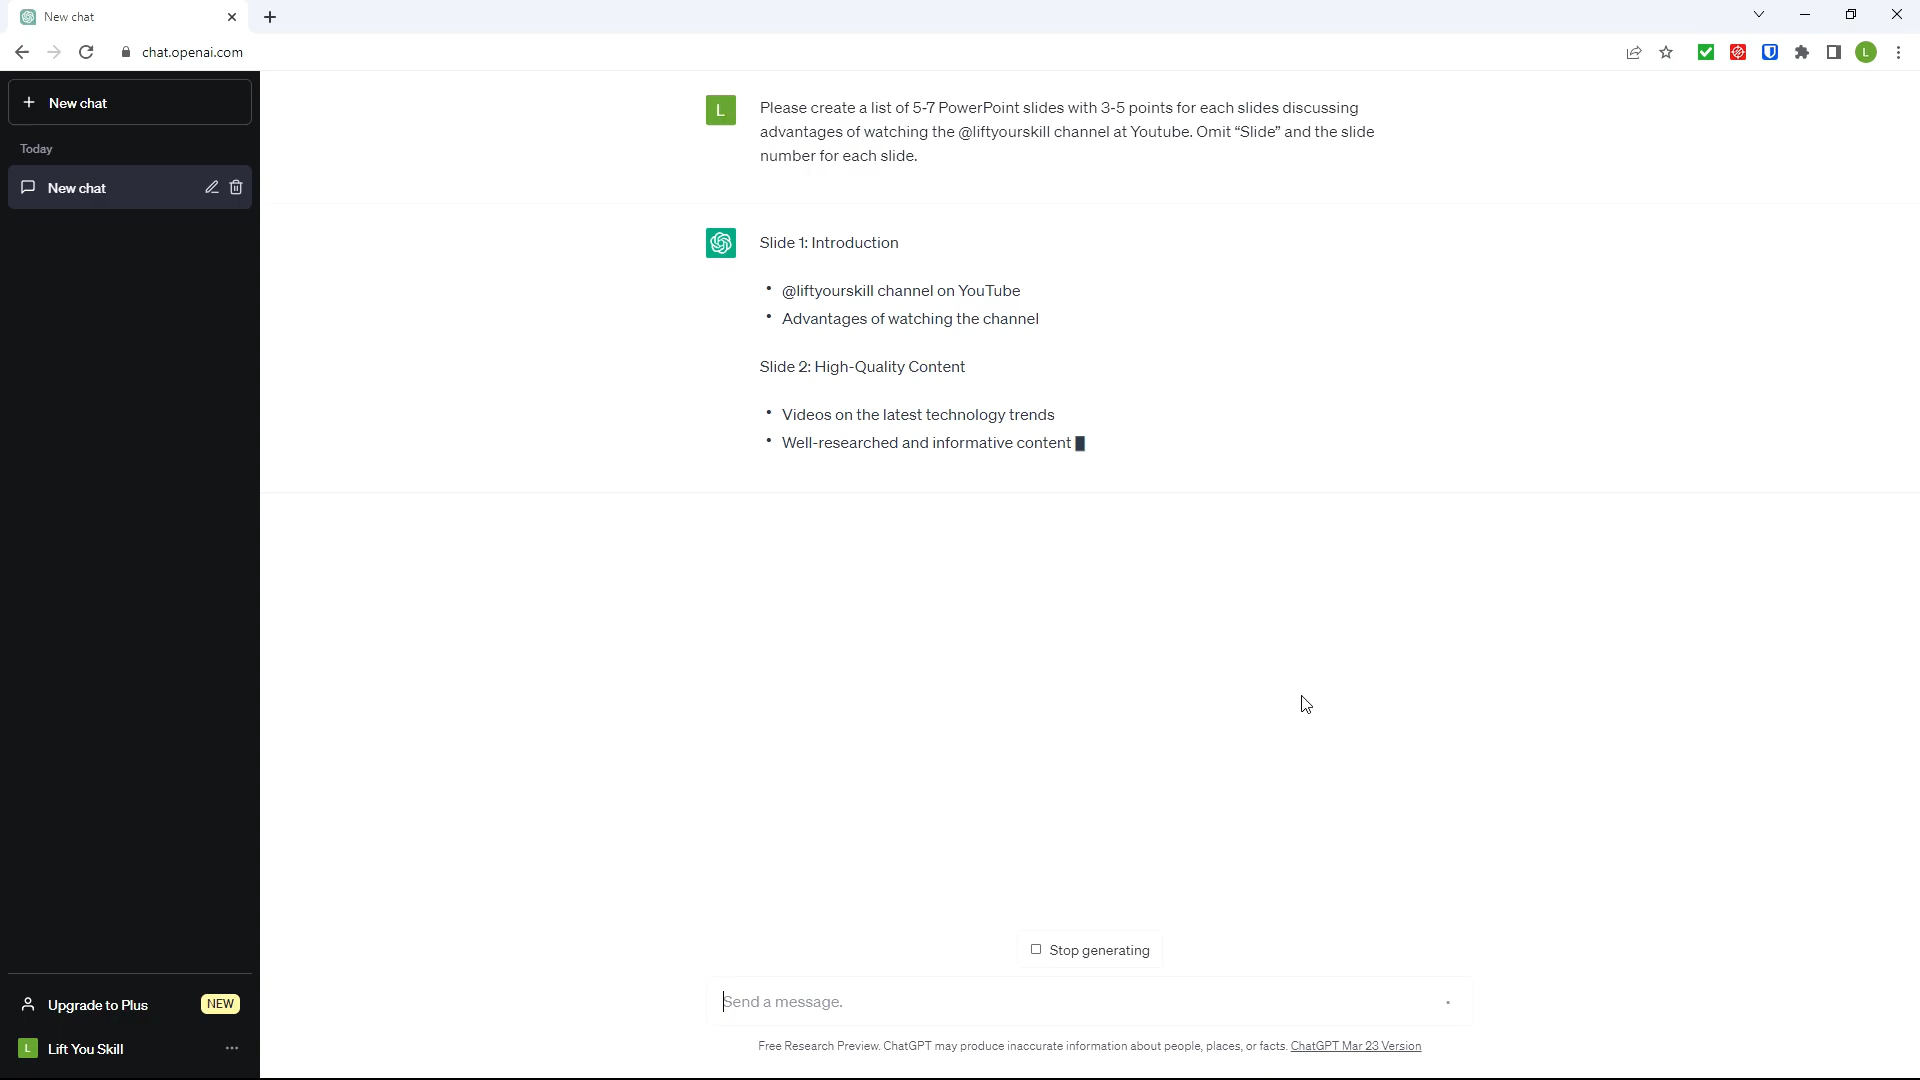 New chat
chat.openai.com
L
New chat
Today
New chat
L
Please create a list of 5-7 PowerPoint slides with 3-5 points for each slides discussing
advantages of watching the @liftyourskill channel at Youtube. Omit “Slide” and the slide
number for each slide.
Slide 1: Introduction
• @liftyourskill channel on YouTube
• Advantages of watching the channel
Slide 2: High-Quality Content
• Videos on the latest technology trends
• Well-researched and informative content
Stop generating
Send a message.
Free Research Preview. ChatGPT may produce inaccurate information about people, places, or facts. ChatGPT Mar 23 Version
Upgrade to Plus
NEW
L
Lift You Skill